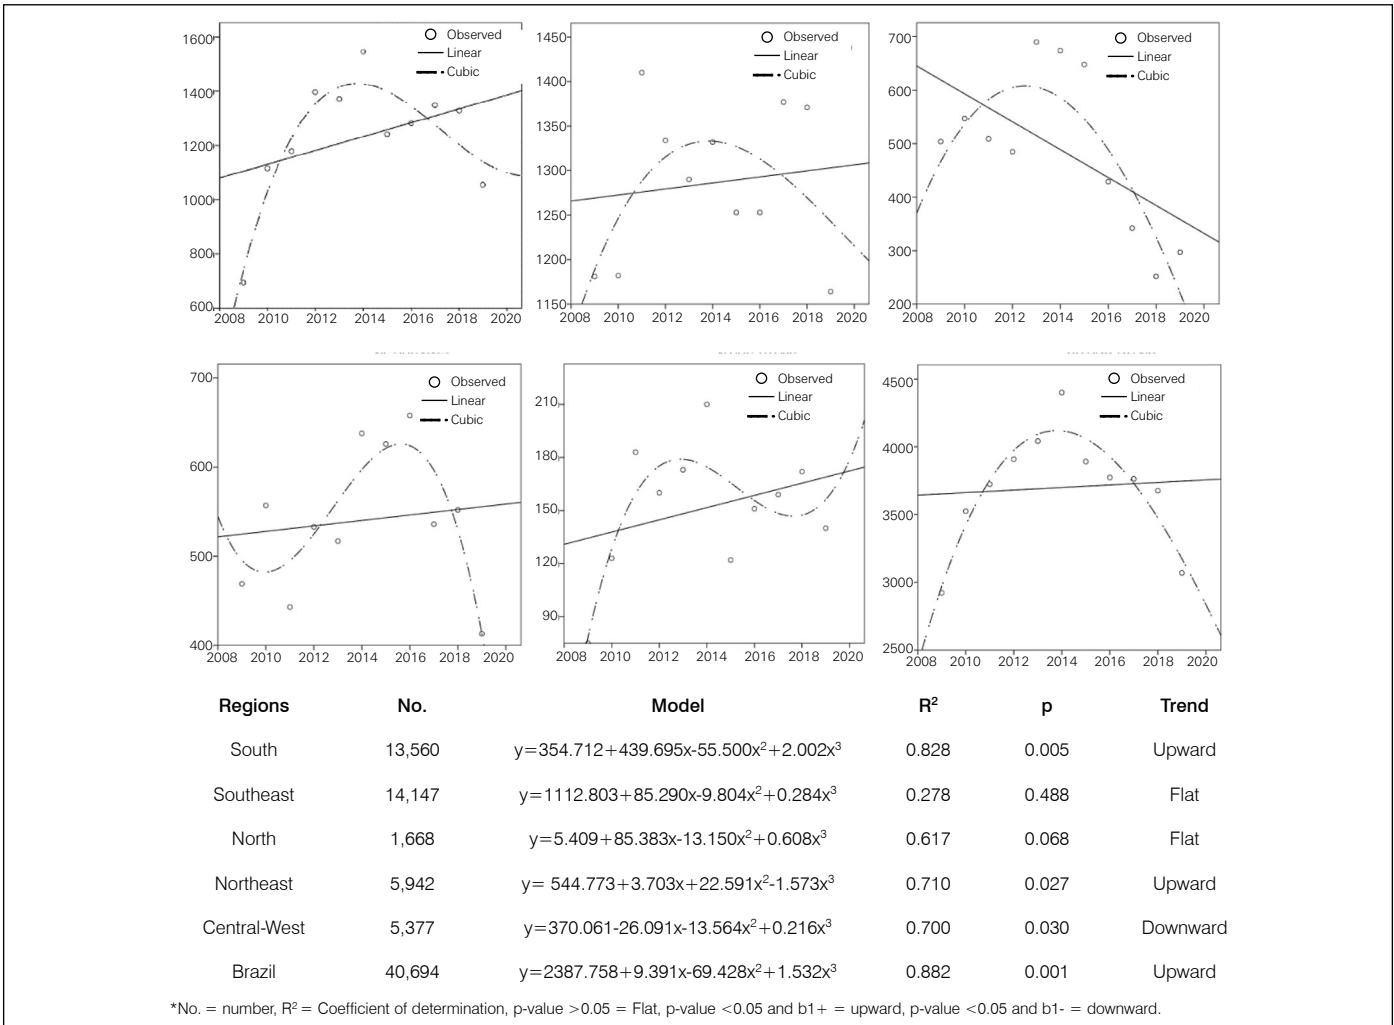 1600
1400
1200
1000
800
600
2008 2010 2012 2014 2016 2018 2020
Observed
Linear
Cubic
1450
1400
1350
1300
1250
1200
1150
2008 2010 2012 2014 2016 2018 2020
Observed
Linear
Cubic
700
600
500
400
300
200
2008 2010 2012 2014 2016 2018 2020
Observed
Linear
Cubic
700
600
500
400
2008 2010 2012 2014 2016 2018 2020
Observed
Linear
Cubic
210
180
150
120
90
2008 2010 2012 2014 2016 2018 2020
Observed
Linear
Cubic
4500
4000
3500
3000
2500
2008 2010 2012 2014 2016 2018 2020
Observed
Linear
Cubic
Regions No. Model R² p Trend
South 13,560 y=354.712+439.695x-55.500x²+2.002x³ 0.828 0.005 Upward
Southeast 14,147 y=1112.803+85.290x-9.804x²+0.284x³ 0.278 0.488 Flat
North 1,668 y=5.409+85.383x-13.150x²+0.608x³ 0.617 0.068 Flat
Northeast 5,942 y= 544.773+3.703x+22.591x²-1.573x³ 0.710 0.027 Upward
Central-West 5,377 y=370.061-26.091x-13.564x²+0.216x³ 0.700 0.030 Downward
Brazil 40,694 y=2387.758+9.391x-69.428x²+1.532x³ 0.882 0.001 Upward
*No. = number, R² = Coefficient of determination, p-value >0.05 = Flat, p-value <0.05 and b1+ = upward, p-value <0.05 and b1- = downward.